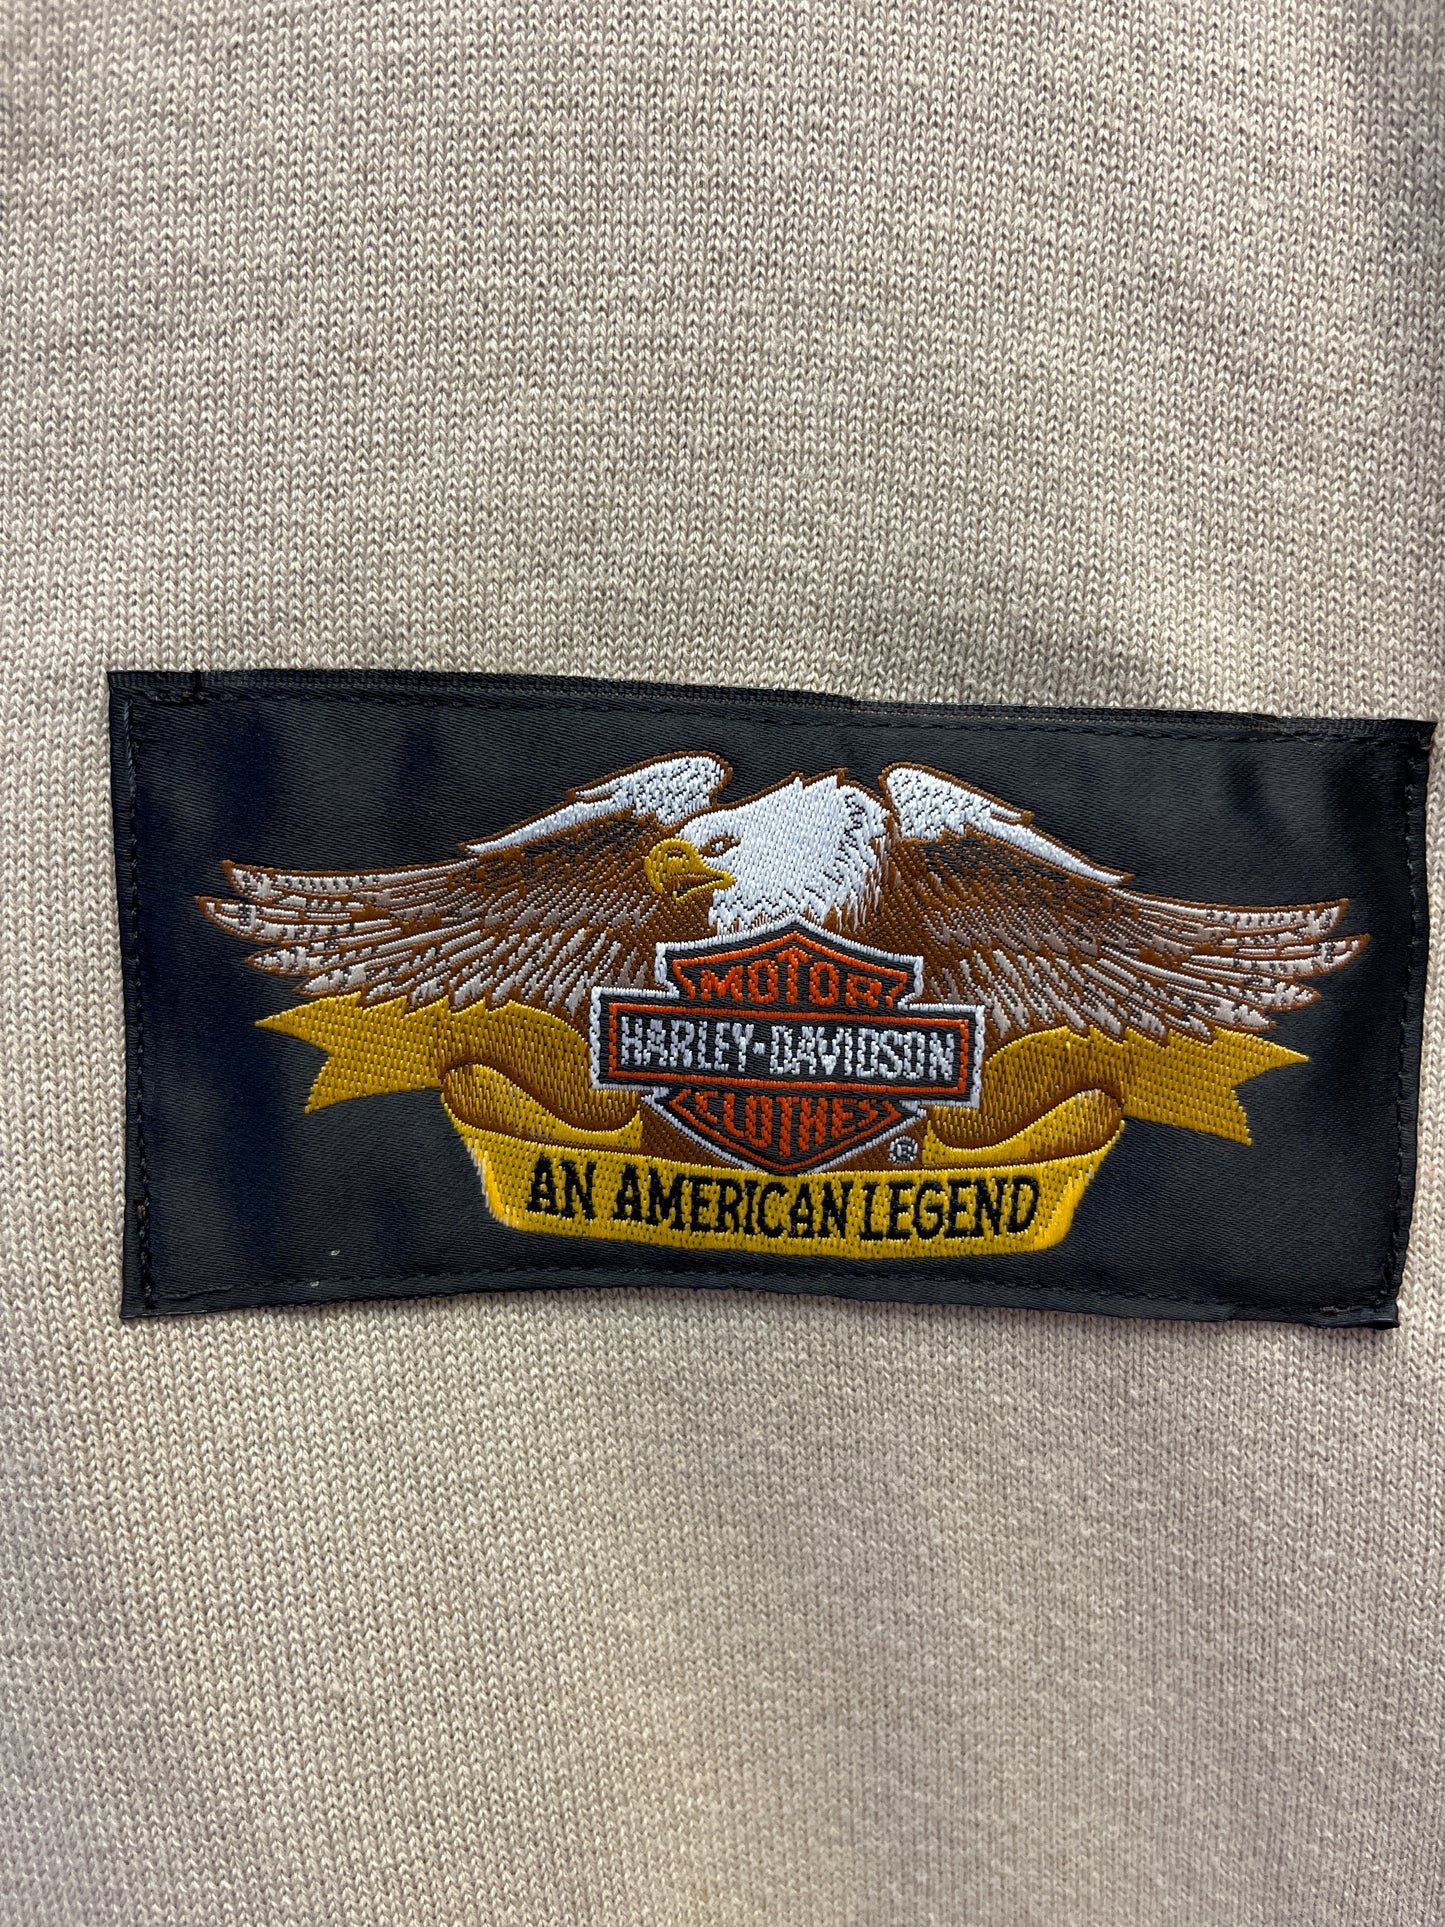 MOTOR
HARLEY-DAVIDSON
CLOTHES
®
AN AMERICAN LEGEND